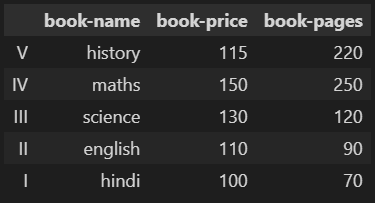 book-name book-price book-pages
V history 115 220
IV maths 150 250
III science 130 120
II english 110 90
I hindi 100 70